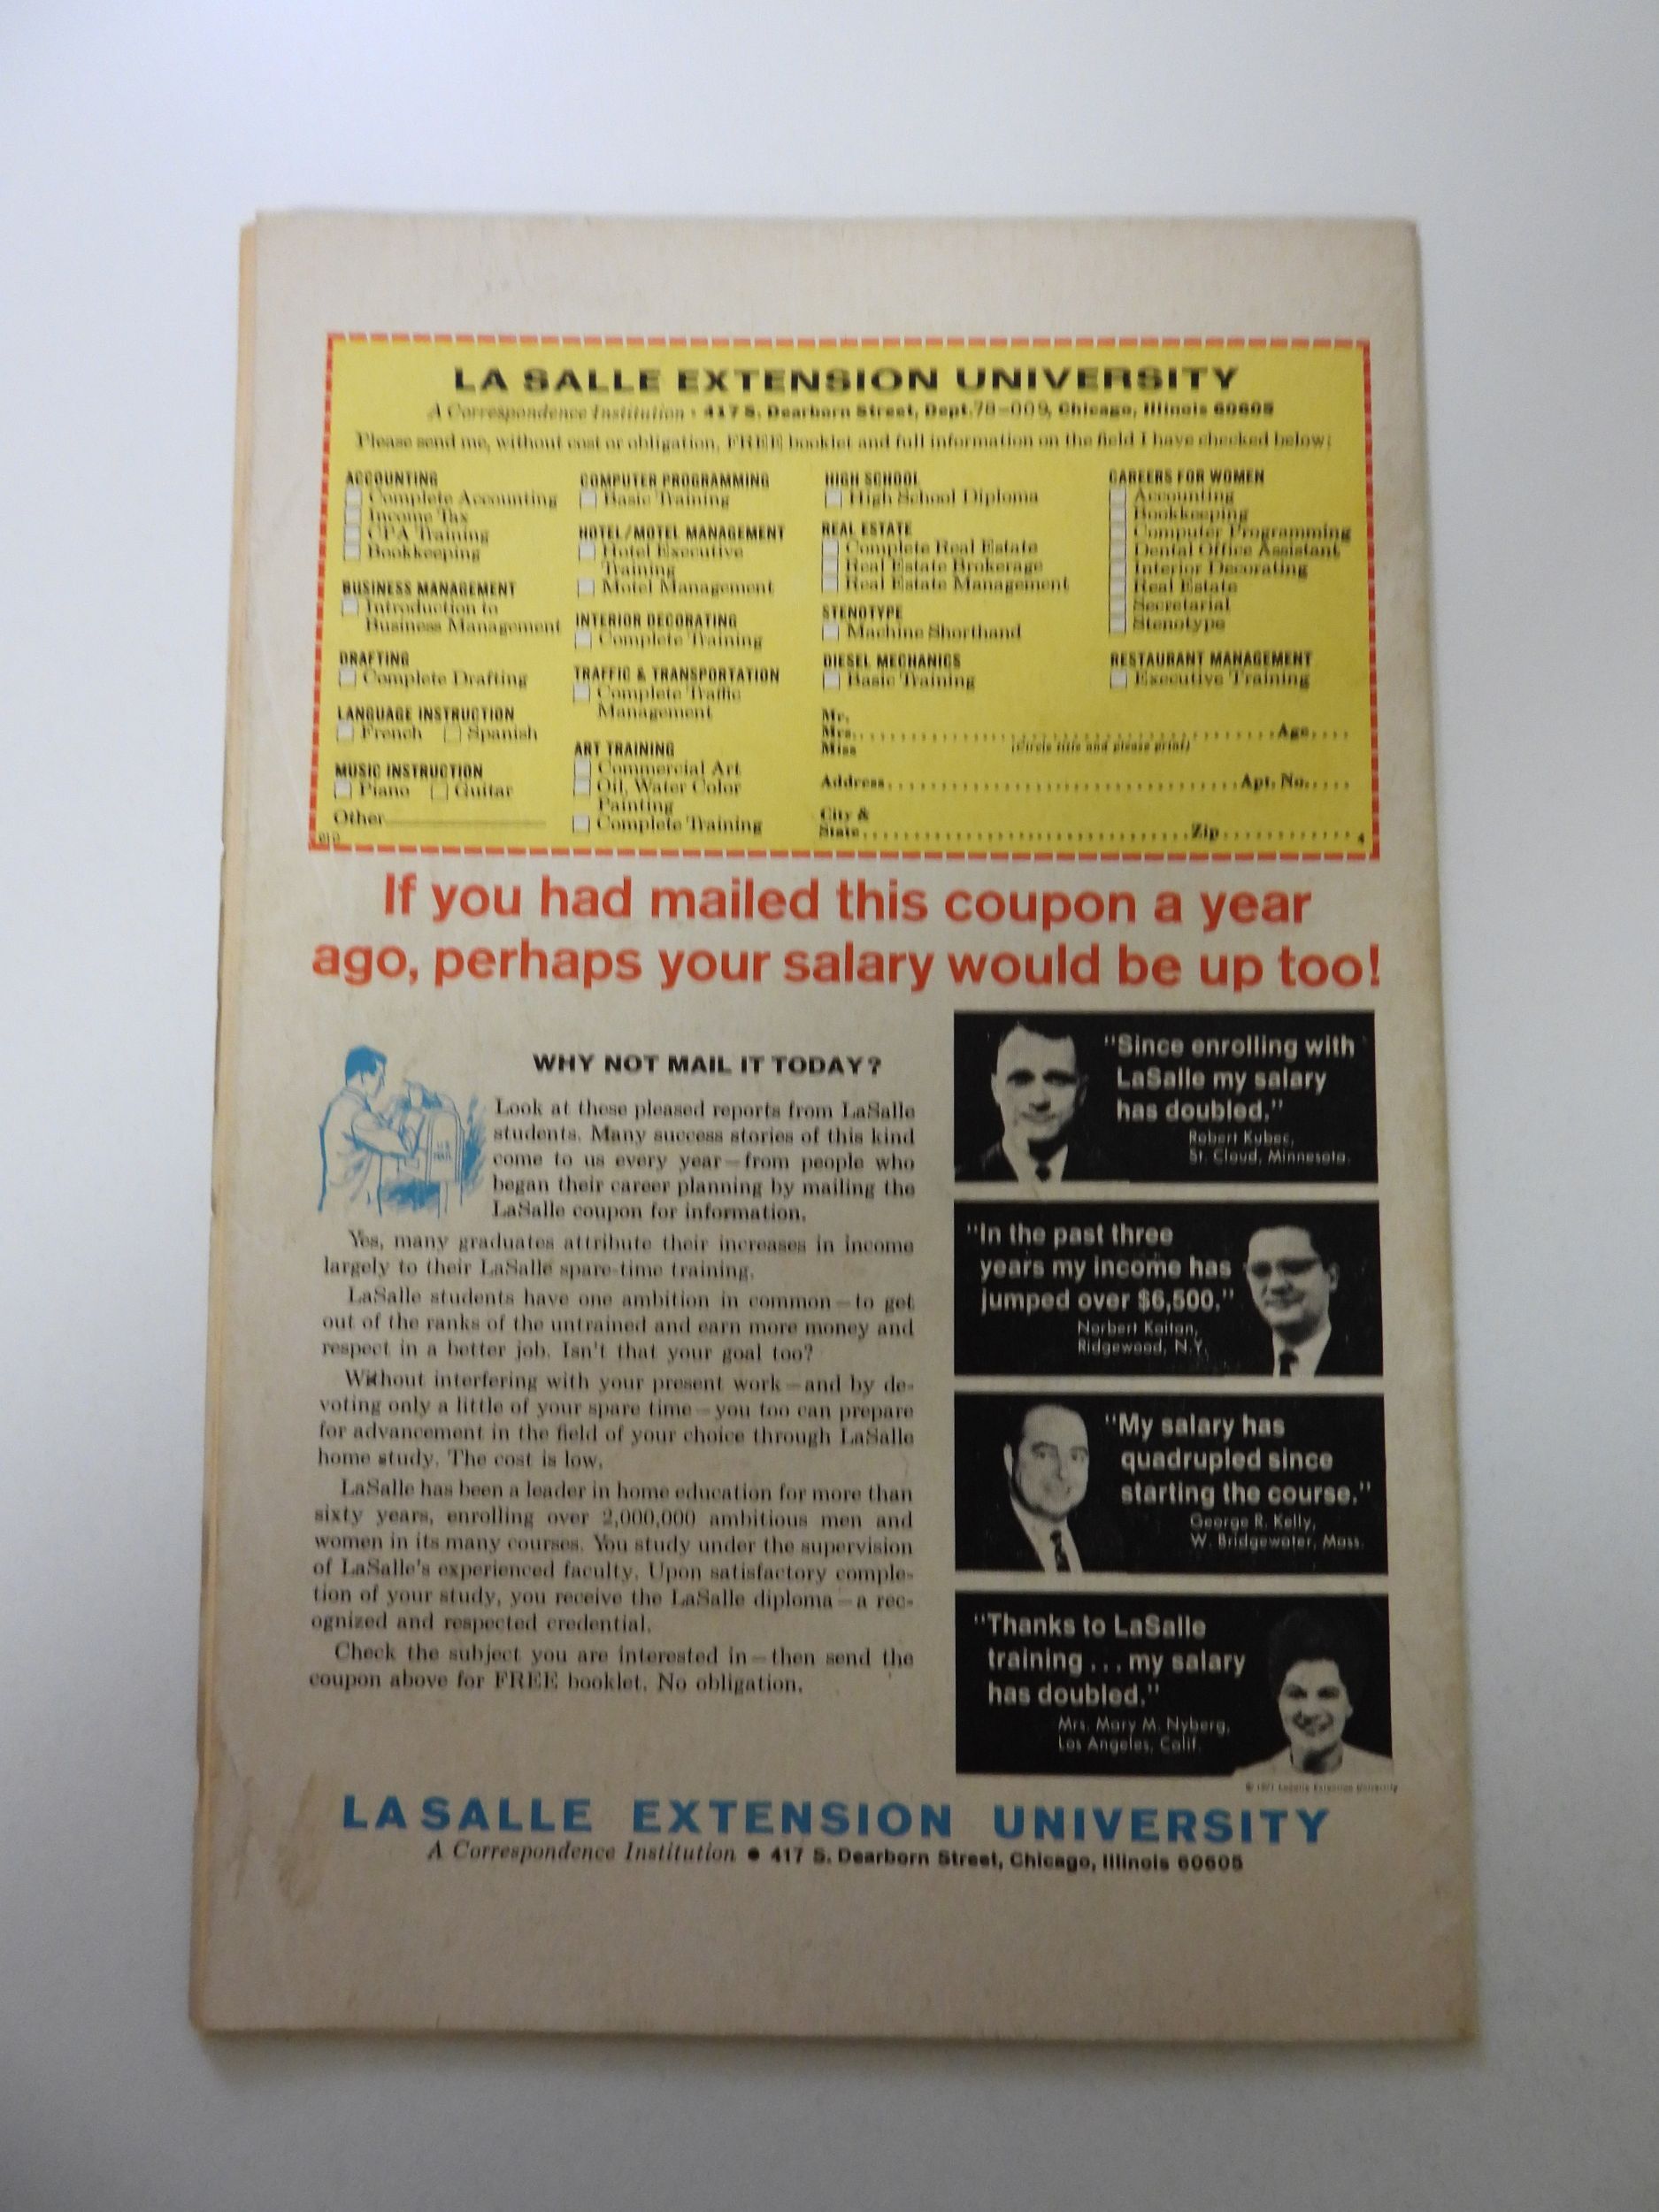 LA SALLE EXTENSION UNIVERSITY
A Correspondence Institution • 417 S. Dearborn Street, Dept. 70-009, Chicago, Illinois 60605
Please send me, without cost or obligation, FREE booklet and full information on the field I have checked below:
ACCOUNTING
Complete Accounting
Income Tax
CPA Training
Bookkeeping
BUSINESS MANAGEMENT
Introduction to
Business Management
DRAFTING
Complete Drafting
LANGUAGE INSTRUCTION
French Spanish
MUSIC INSTRUCTION
Piano Guitar
Other
COMPUTER PROGRAMMING
Basic Training
HOTEL/MOTEL MANAGEMENT
Hotel Executive
Training
Motel Management
INTERIOR DECORATING
Complete Training
TRAFFIC & TRANSPORTATION
Complete Traffic
Management
ART TRAINING
Commercial Art
Oil, Water Color
Painting
Complete Training
HIGH SCHOOL
High School Diploma
REAL ESTATE
Complete Real Estate
Real Estate Brokerage
Real Estate Management
STENOTYPE
Machine Shorthand
DIESEL MECHANICS
Basic Training
CAREERS FOR WOMEN
Accounting
Bookkeeping
Computer Programming
Dental Office Assistant
Interior Decorating
Real Estate
Secretarial
Stenotype
RESTAURANT MANAGEMENT
Executive Training
Mr.
Mrs. Age
Miss (Circle title and please print)
Address Apt. No.
City &
State Zip
4
If you had mailed this coupon a year
ago, perhaps your salary would be up too!
WHY NOT MAIL IT TODAY?
Look at these pleased reports from LaSalle
students. Many success stories of this kind
come to us every year—from people who
began their career planning by mailing the
LaSalle coupon for information.
Yes, many graduates attribute their increases in income
largely to their LaSalle spare-time training.
LaSalle students have one ambition in common—to get
out of the ranks of the untrained and earn more money and
respect in a better job. Isn't that your goal too?
Without interfering with your present work—and by de-
voting only a little of your spare time—you too can prepare
for advancement in the field of your choice through LaSalle
home study. The cost is low.
LaSalle has been a leader in home education for more than
sixty years, enrolling over 2,000,000 ambitious men and
women in its many courses. You study under the supervision
of LaSalle's experienced faculty. Upon satisfactory comple-
tion of your study, you receive the LaSalle diploma—a rec-
ognized and respected credential.
Check the subject you are interested in—then send the
coupon above for FREE booklet. No obligation.
"Since enrolling with
LaSalle my salary
has doubled."
Robert Kubec,
St. Cloud, Minnesota.
"In the past three
years my income has
jumped over $6,500."
Norbert Kaitan,
Ridgewood, N.Y.
"My salary has
quadrupled since
starting the course."
George R. Kelly,
W. Bridgewater, Mass.
"Thanks to LaSalle
training . . . my salary
has doubled."
Mrs. Mary M. Nyberg,
Los Angeles, Calif.
© 1971 LaSalle Extension University
LA SALLE EXTENSION UNIVERSITY
A Correspondence Institution • 417 S. Dearborn Street, Chicago, Illinois 60605